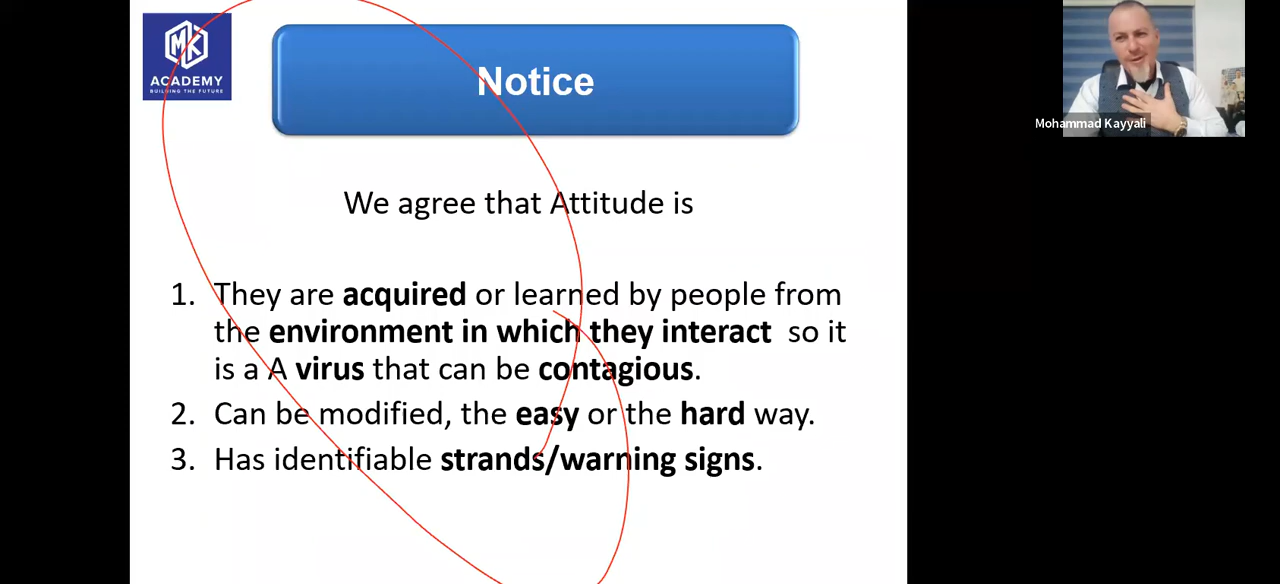 MK
ACADEMY
BUILDING THE FUTURE
Notice
Mohammad Kayyali
We agree that Attitude is
1. They are acquired or learned by people from
the environment in which they interact so it
is a A virus that can be contagious.
2. Can be modified, the easy or the hard way.
3. Has identifiable strands/warning signs.